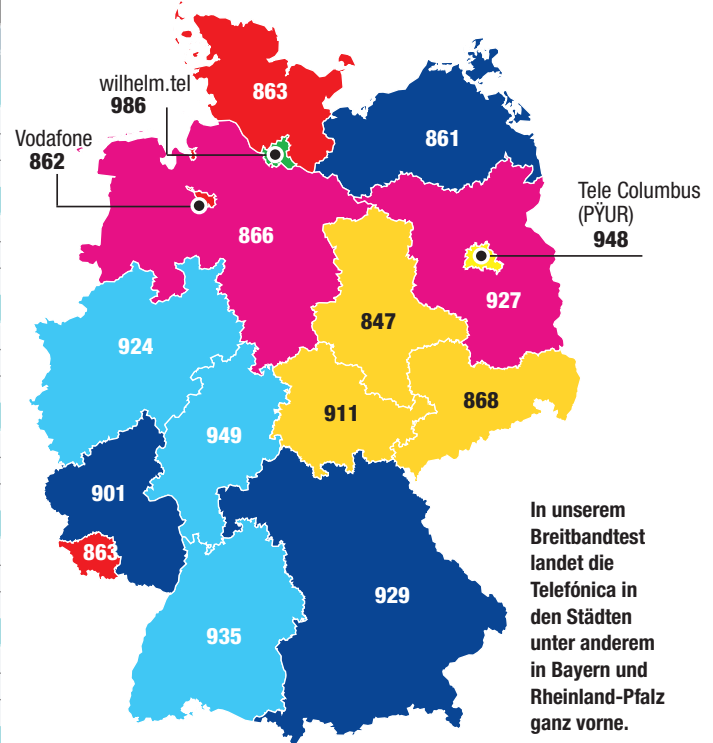 wilhelm.tel
986
863
Vodafone
862
861
Tele Columbus
(PŸUR)
948
866
927
847
924
868
911
949
901
863
929
935
In unserem
Breitbandtest
landet die
Telefónica in
den Städten
unter anderem
in Bayern und
Rheinland-Pfalz
ganz vorne.